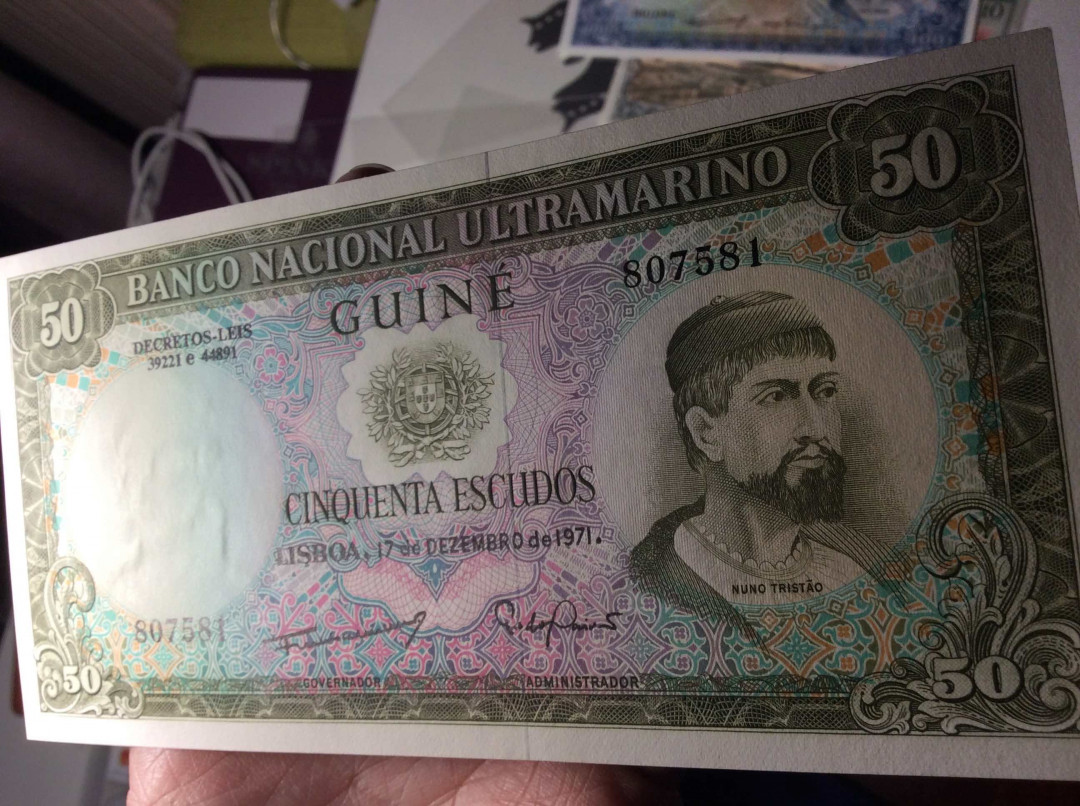 50
BANCO NACIONAL ULTRAMARINO
50
GUINÉ
807581
DECRETOS-LEIS
39221 e 44891
CINQUENTA ESCUDOS
LISBOA, 17 de DEZEMBRO de 1971.
NUNO TRISTÃO
807581
GOVERNADOR
ADMINISTRADOR
50
50